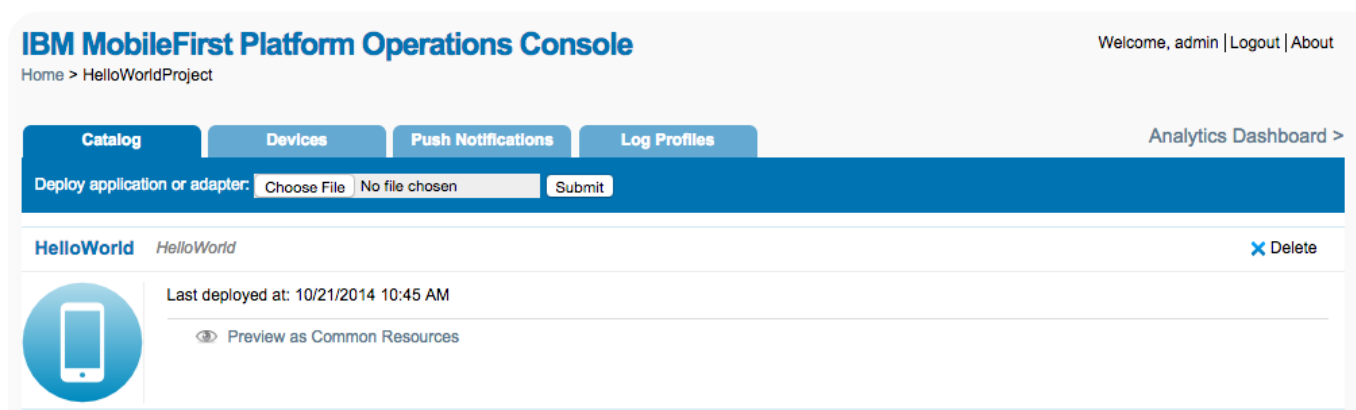 IBM MobileFirst Platform Operations Console
Welcome, admin | Logout | About
Home > HelloWorldProject
Catalog Devices Push Notifications Log Profiles Analytics Dashboard >
Deploy application or adapter: Choose File No file chosen Submit
HelloWorld HelloWorld Delete
Last deployed at: 10/21/2014 10:45 AM
Preview as Common Resources